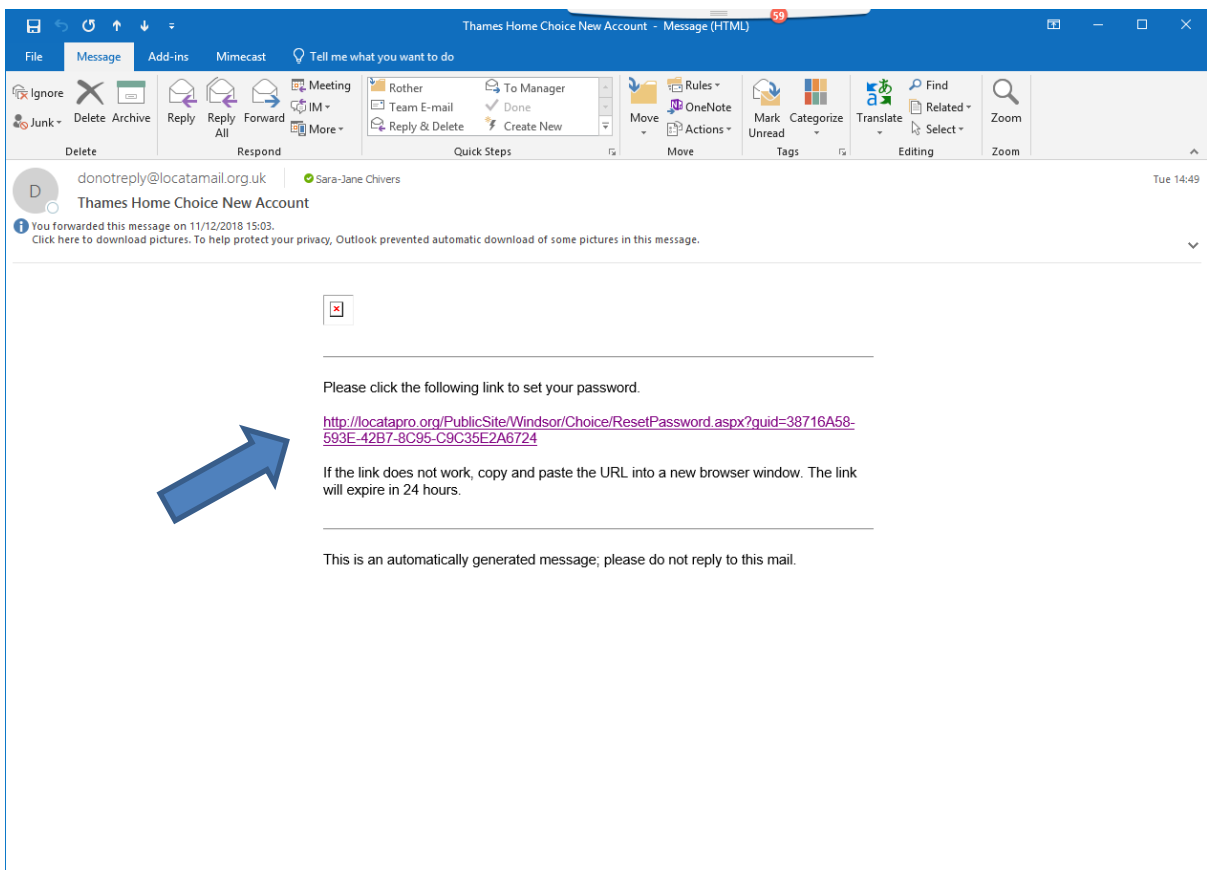 Thames Home Choice New Account - Message (HTML)
59
File Message Add-ins Mimecast Tell me what you want to do
Ignore
Junk
Delete Archive
Reply Reply All Forward
Meeting
IM
More
Rother
Team E-mail
Reply & Delete
To Manager
Done
Create New
Move
Rules
OneNote
Actions
Mark Unread
Categorize
Translate
Find
Related
Select
Zoom
Delete Respond Quick Steps Move Tags Editing Zoom
D
donotreply@locatamail.org.uk Sara-Jane Chivers Tue 14:49
Thames Home Choice New Account
You forwarded this message on 11/12/2018 15:03.
Click here to download pictures. To help protect your privacy, Outlook prevented automatic download of some pictures in this message.
Please click the following link to set your password.
http://locatapro.org/PublicSite/Windsor/Choice/ResetPassword.aspx?guid=38716A58-
593E-42B7-8C95-C9C35E2A6724
If the link does not work, copy and paste the URL into a new browser window. The link
will expire in 24 hours.
This is an automatically generated message; please do not reply to this mail.